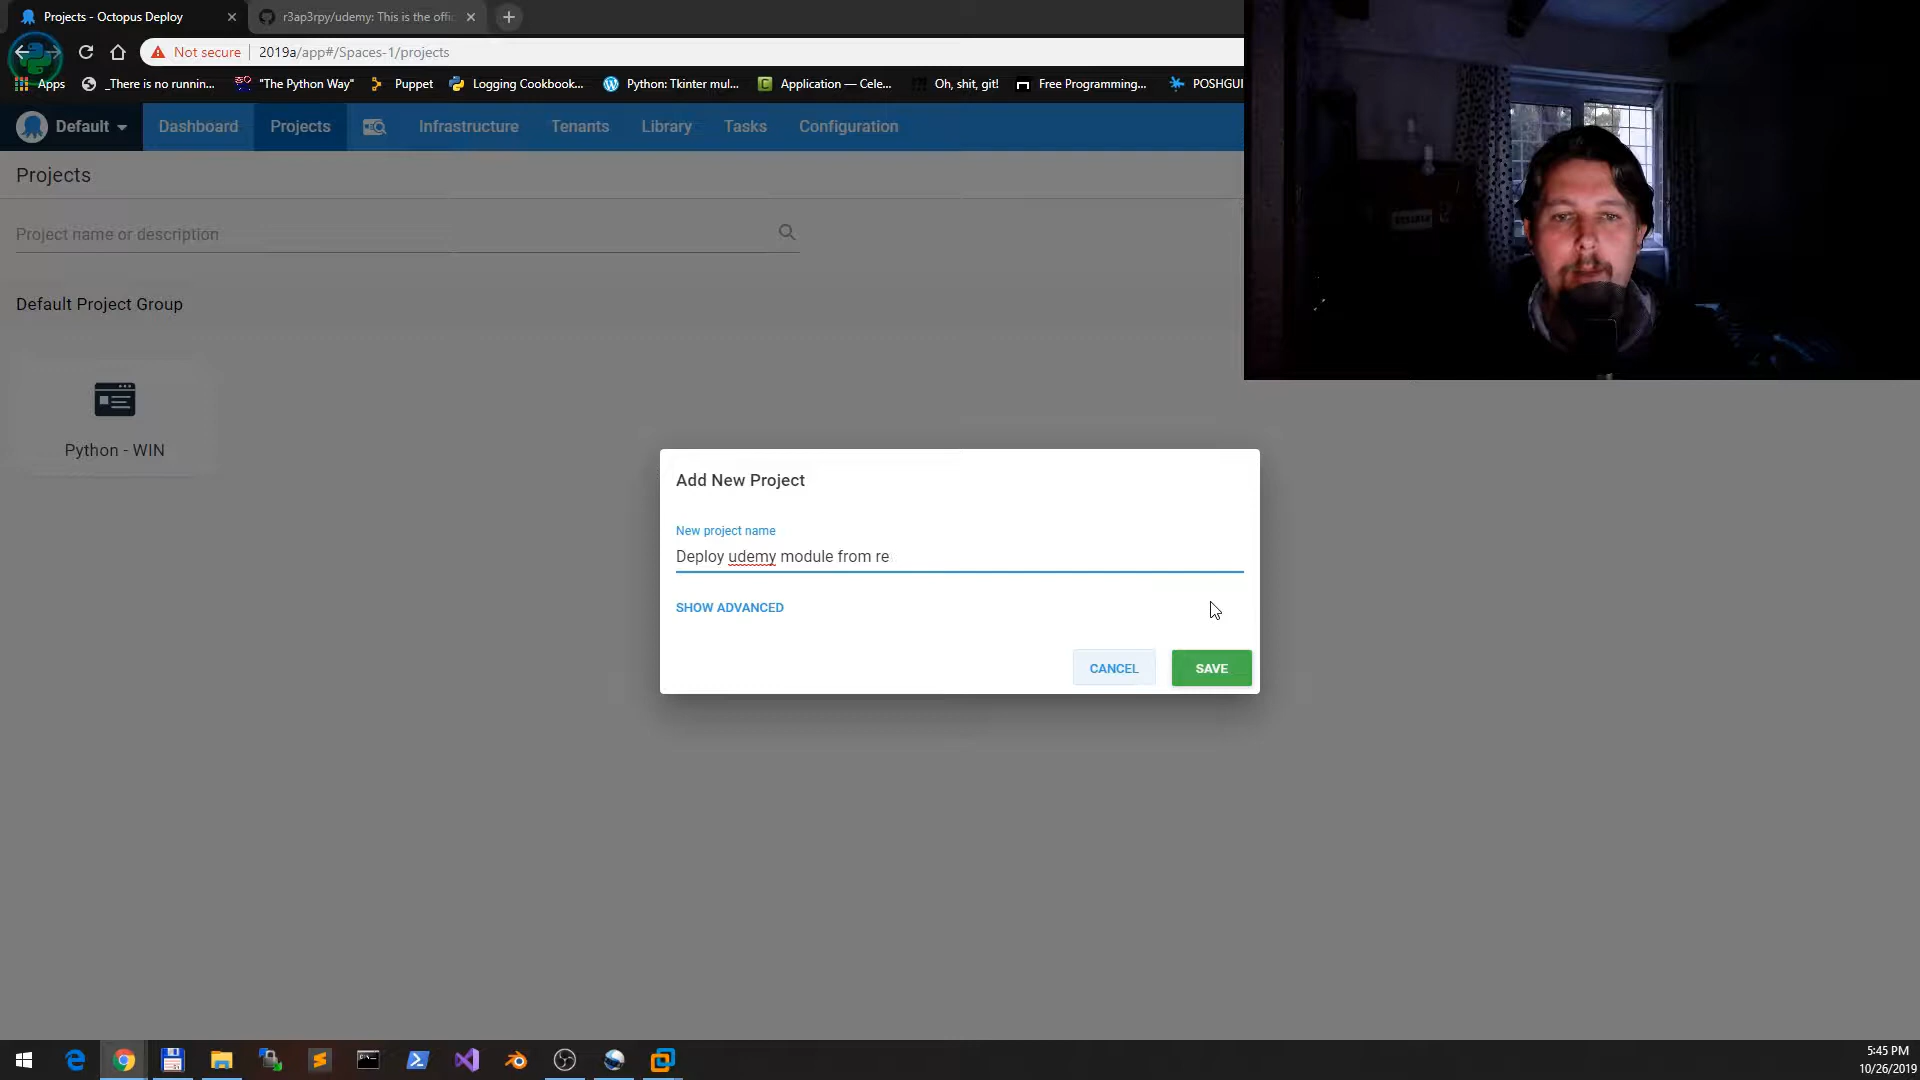 Projects - Octopus Deploy
r3ap3rpy/udemy: This is the offic
Not secure
2019a/app#/Spaces-1/projects
Apps
_There is no runnin...
"The Python Way"
Puppet
Logging Cookbook...
Python: Tkinter mul...
Application — Cele...
Oh, shit, git!
Free Programming...
POSHGUI
Default
Dashboard
Projects
Infrastructure
Tenants
Library
Tasks
Configuration
Projects
Project name or description
Default Project Group
Python - WIN
Add New Project
New project name
Deploy udemy module from re
SHOW ADVANCED
CANCEL
SAVE
5:45 PM
10/26/2019